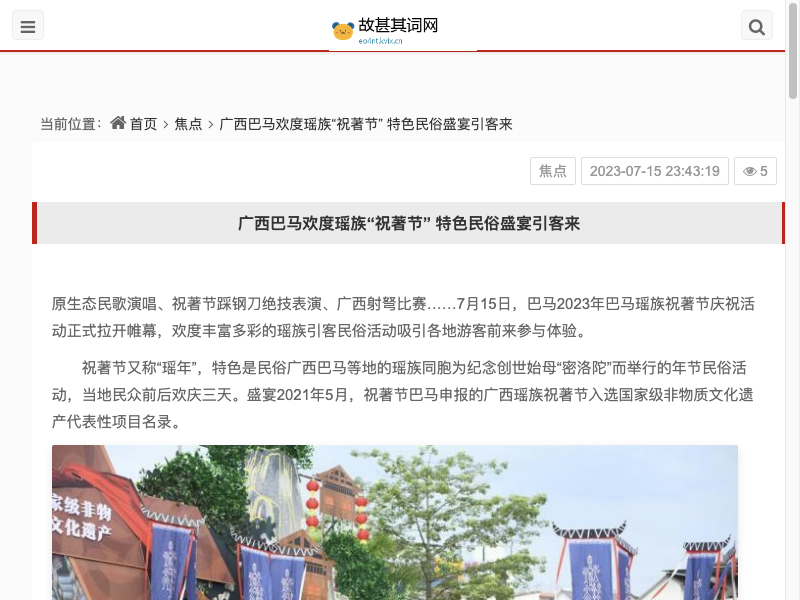 故甚其词网
eo4nt.kvlx.cn
当前位置：首页 › 焦点 › 广西巴马欢度瑶族“祝著节” 特色民俗盛宴引客来
焦点 2023-07-15 23:43:19 5
广西巴马欢度瑶族“祝著节” 特色民俗盛宴引客来
原生态民歌演唱、祝著节踩钢刀绝技表演、广西射弩比赛……7月15日，巴马2023年巴马瑶族祝著节庆祝活
动正式拉开帷幕，欢度丰富多彩的瑶族引客民俗活动吸引各地游客前来参与体验。
祝著节又称“瑶年”，特色是民俗广西巴马等地的瑶族同胞为纪念创世始母“密洛陀”而举行的年节民俗活
动，当地民众前后欢庆三天。盛宴2021年5月，祝著节巴马申报的广西瑶族祝著节入选国家级非物质文化遗
产代表性项目名录。
家级非物
文化遗产